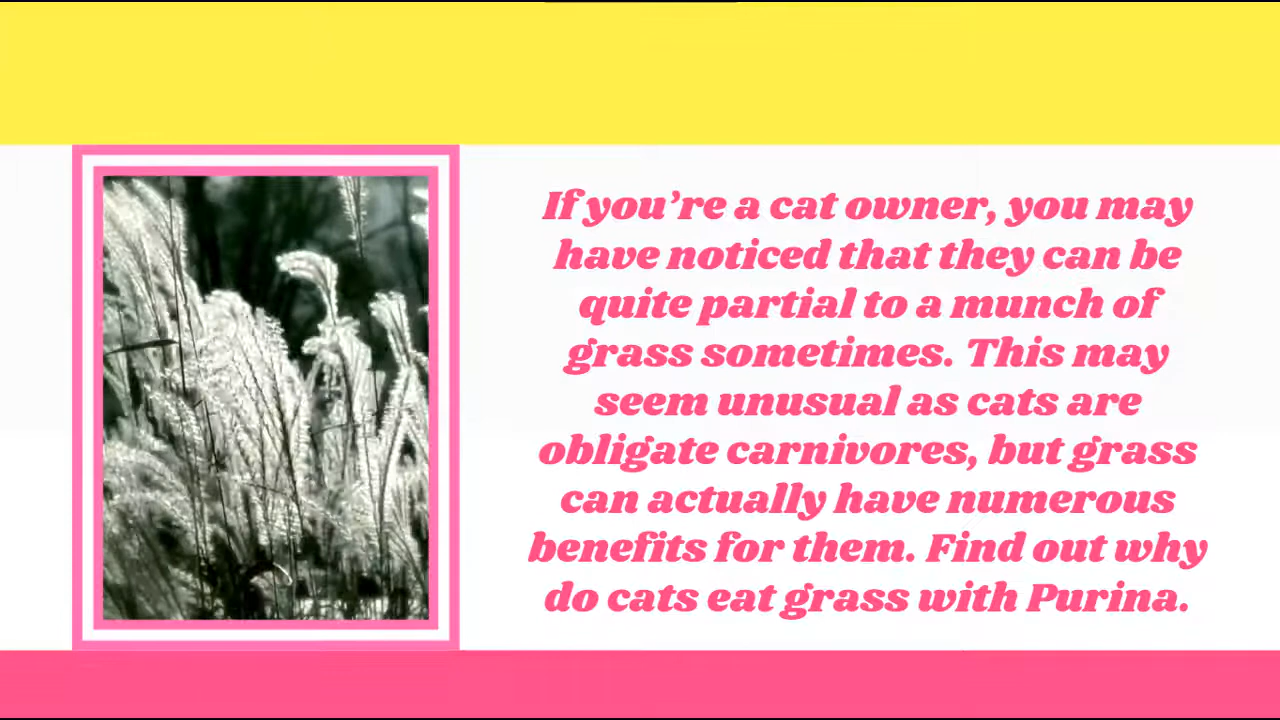 If you’re a cat owner, you may
have noticed that they can be
quite partial to a munch of
grass sometimes. This may
seem unusual as cats are
obligate carnivores, but grass
can actually have numerous
benefits for them. Find out why
do cats eat grass with Purina.